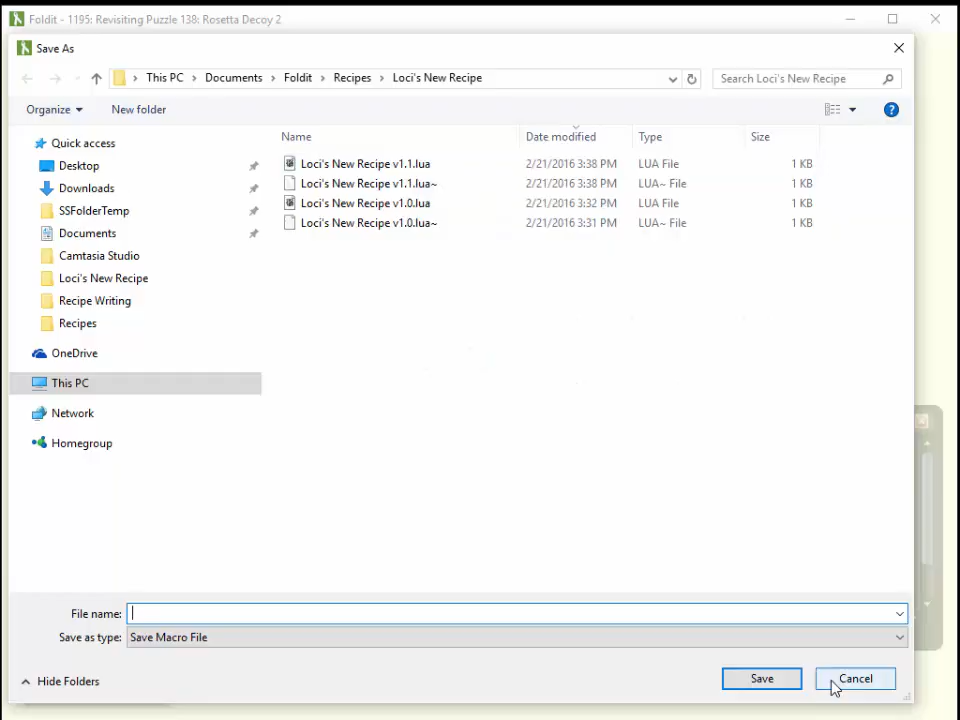 Foldit - 1195: Revisiting Puzzle 138: Rosetta Decoy 2
Save As
This PC > Documents > Foldit > Recipes > Loci's New Recipe
Search Loci's New Recipe
Organize
New folder
Name Date modified Type Size
Loci's New Recipe v1.1.lua 2/21/2016 3:38 PM LUA File 1 KB
Loci's New Recipe v1.1.lua~ 2/21/2016 3:38 PM LUA~ File 1 KB
Loci's New Recipe v1.0.lua 2/21/2016 3:32 PM LUA File 1 KB
Loci's New Recipe v1.0.lua~ 2/21/2016 3:31 PM LUA~ File 1 KB
Quick access
Desktop
Downloads
SSFolderTemp
Documents
Camtasia Studio
Loci's New Recipe
Recipe Writing
Recipes
OneDrive
This PC
Network
Homegroup
File name:
Save as type: Save Macro File
Hide Folders
Save
Cancel